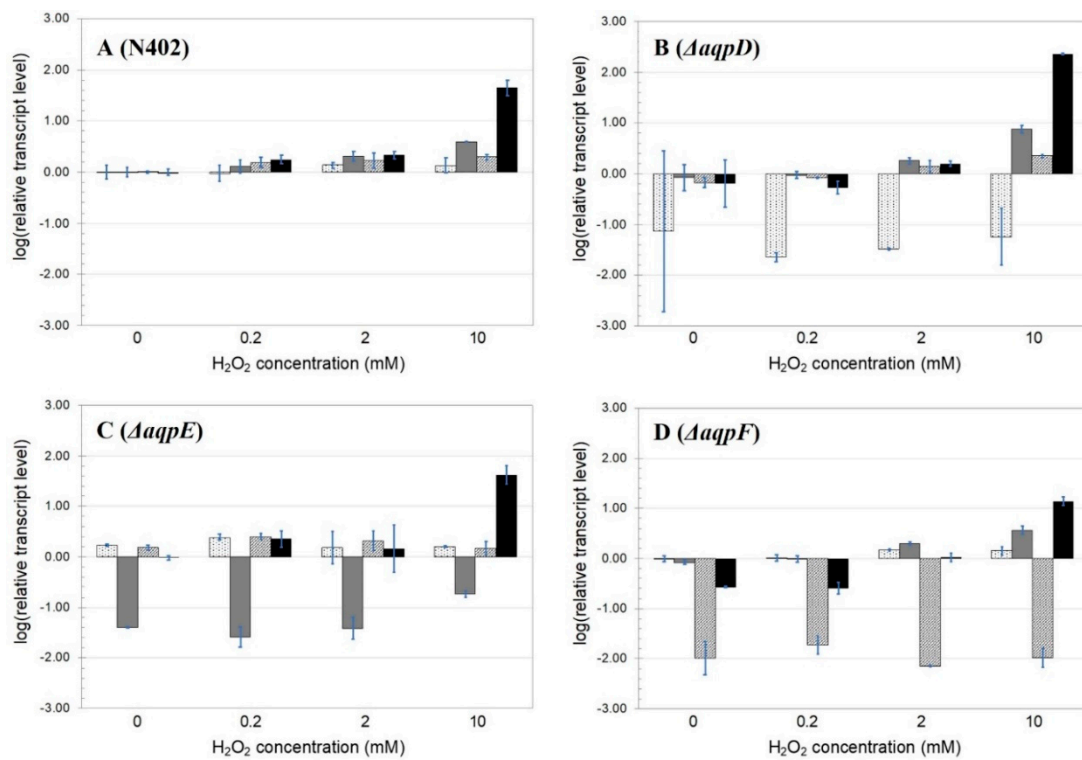 A (N402)
log(relative transcript level)
3.00
2.00
1.00
0.00
-1.00
-2.00
-3.00
0 0.2 2 10
H₂O₂ concentration (mM)
B (ΔaqpD)
log(relative transcript level)
3.00
2.00
1.00
0.00
-1.00
-2.00
-3.00
0 0.2 2 10
H₂O₂ concentration (mM)
C (ΔaqpE)
log(relative transcript level)
3.00
2.00
1.00
0.00
-1.00
-2.00
-3.00
0 0.2 2 10
H₂O₂ concentration (mM)
D (ΔaqpF)
log(relative transcript level)
3.00
2.00
1.00
0.00
-1.00
-2.00
-3.00
0 0.2 2 10
H₂O₂ concentration (mM)